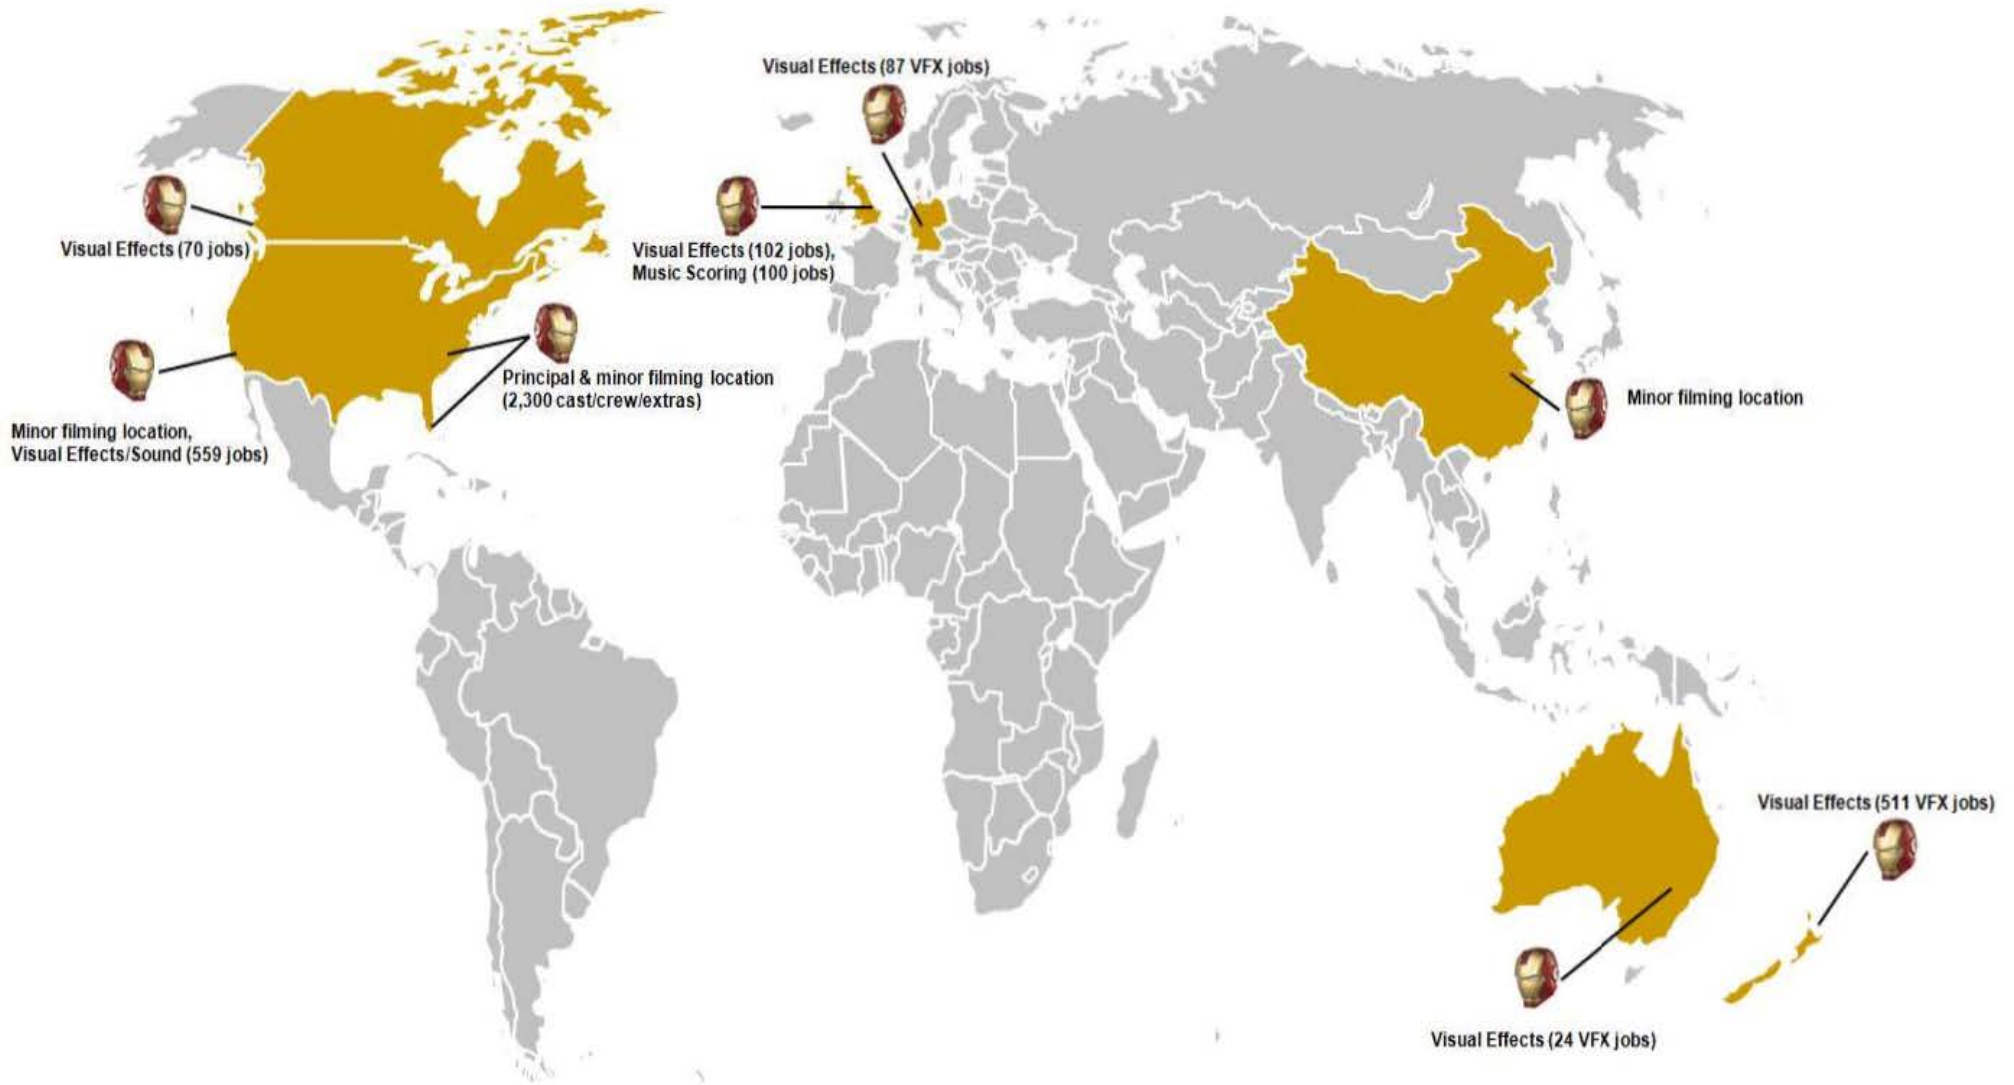 Visual Effects (87 VFX jobs)
Visual Effects (70 jobs)
Visual Effects (102 jobs),
Music Scoring (100 jobs)
Principal & minor filming location
(2,300 cast/crew/extras)
Minor filming location
Minor filming location,
Visual Effects/Sound (559 jobs)
Visual Effects (511 VFX jobs)
Visual Effects (24 VFX jobs)